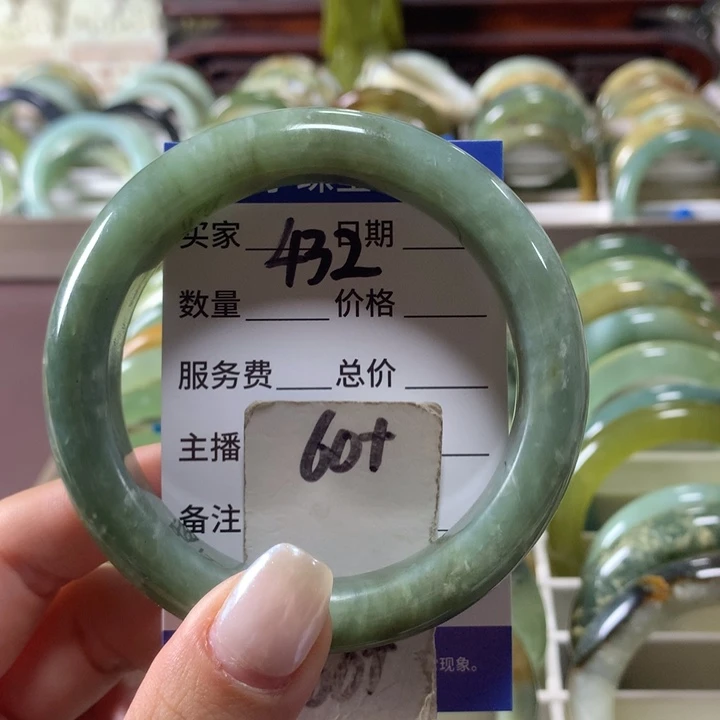 买家 432 日期
数量 价格
服务费 总价
主播 60+
备注
现象。